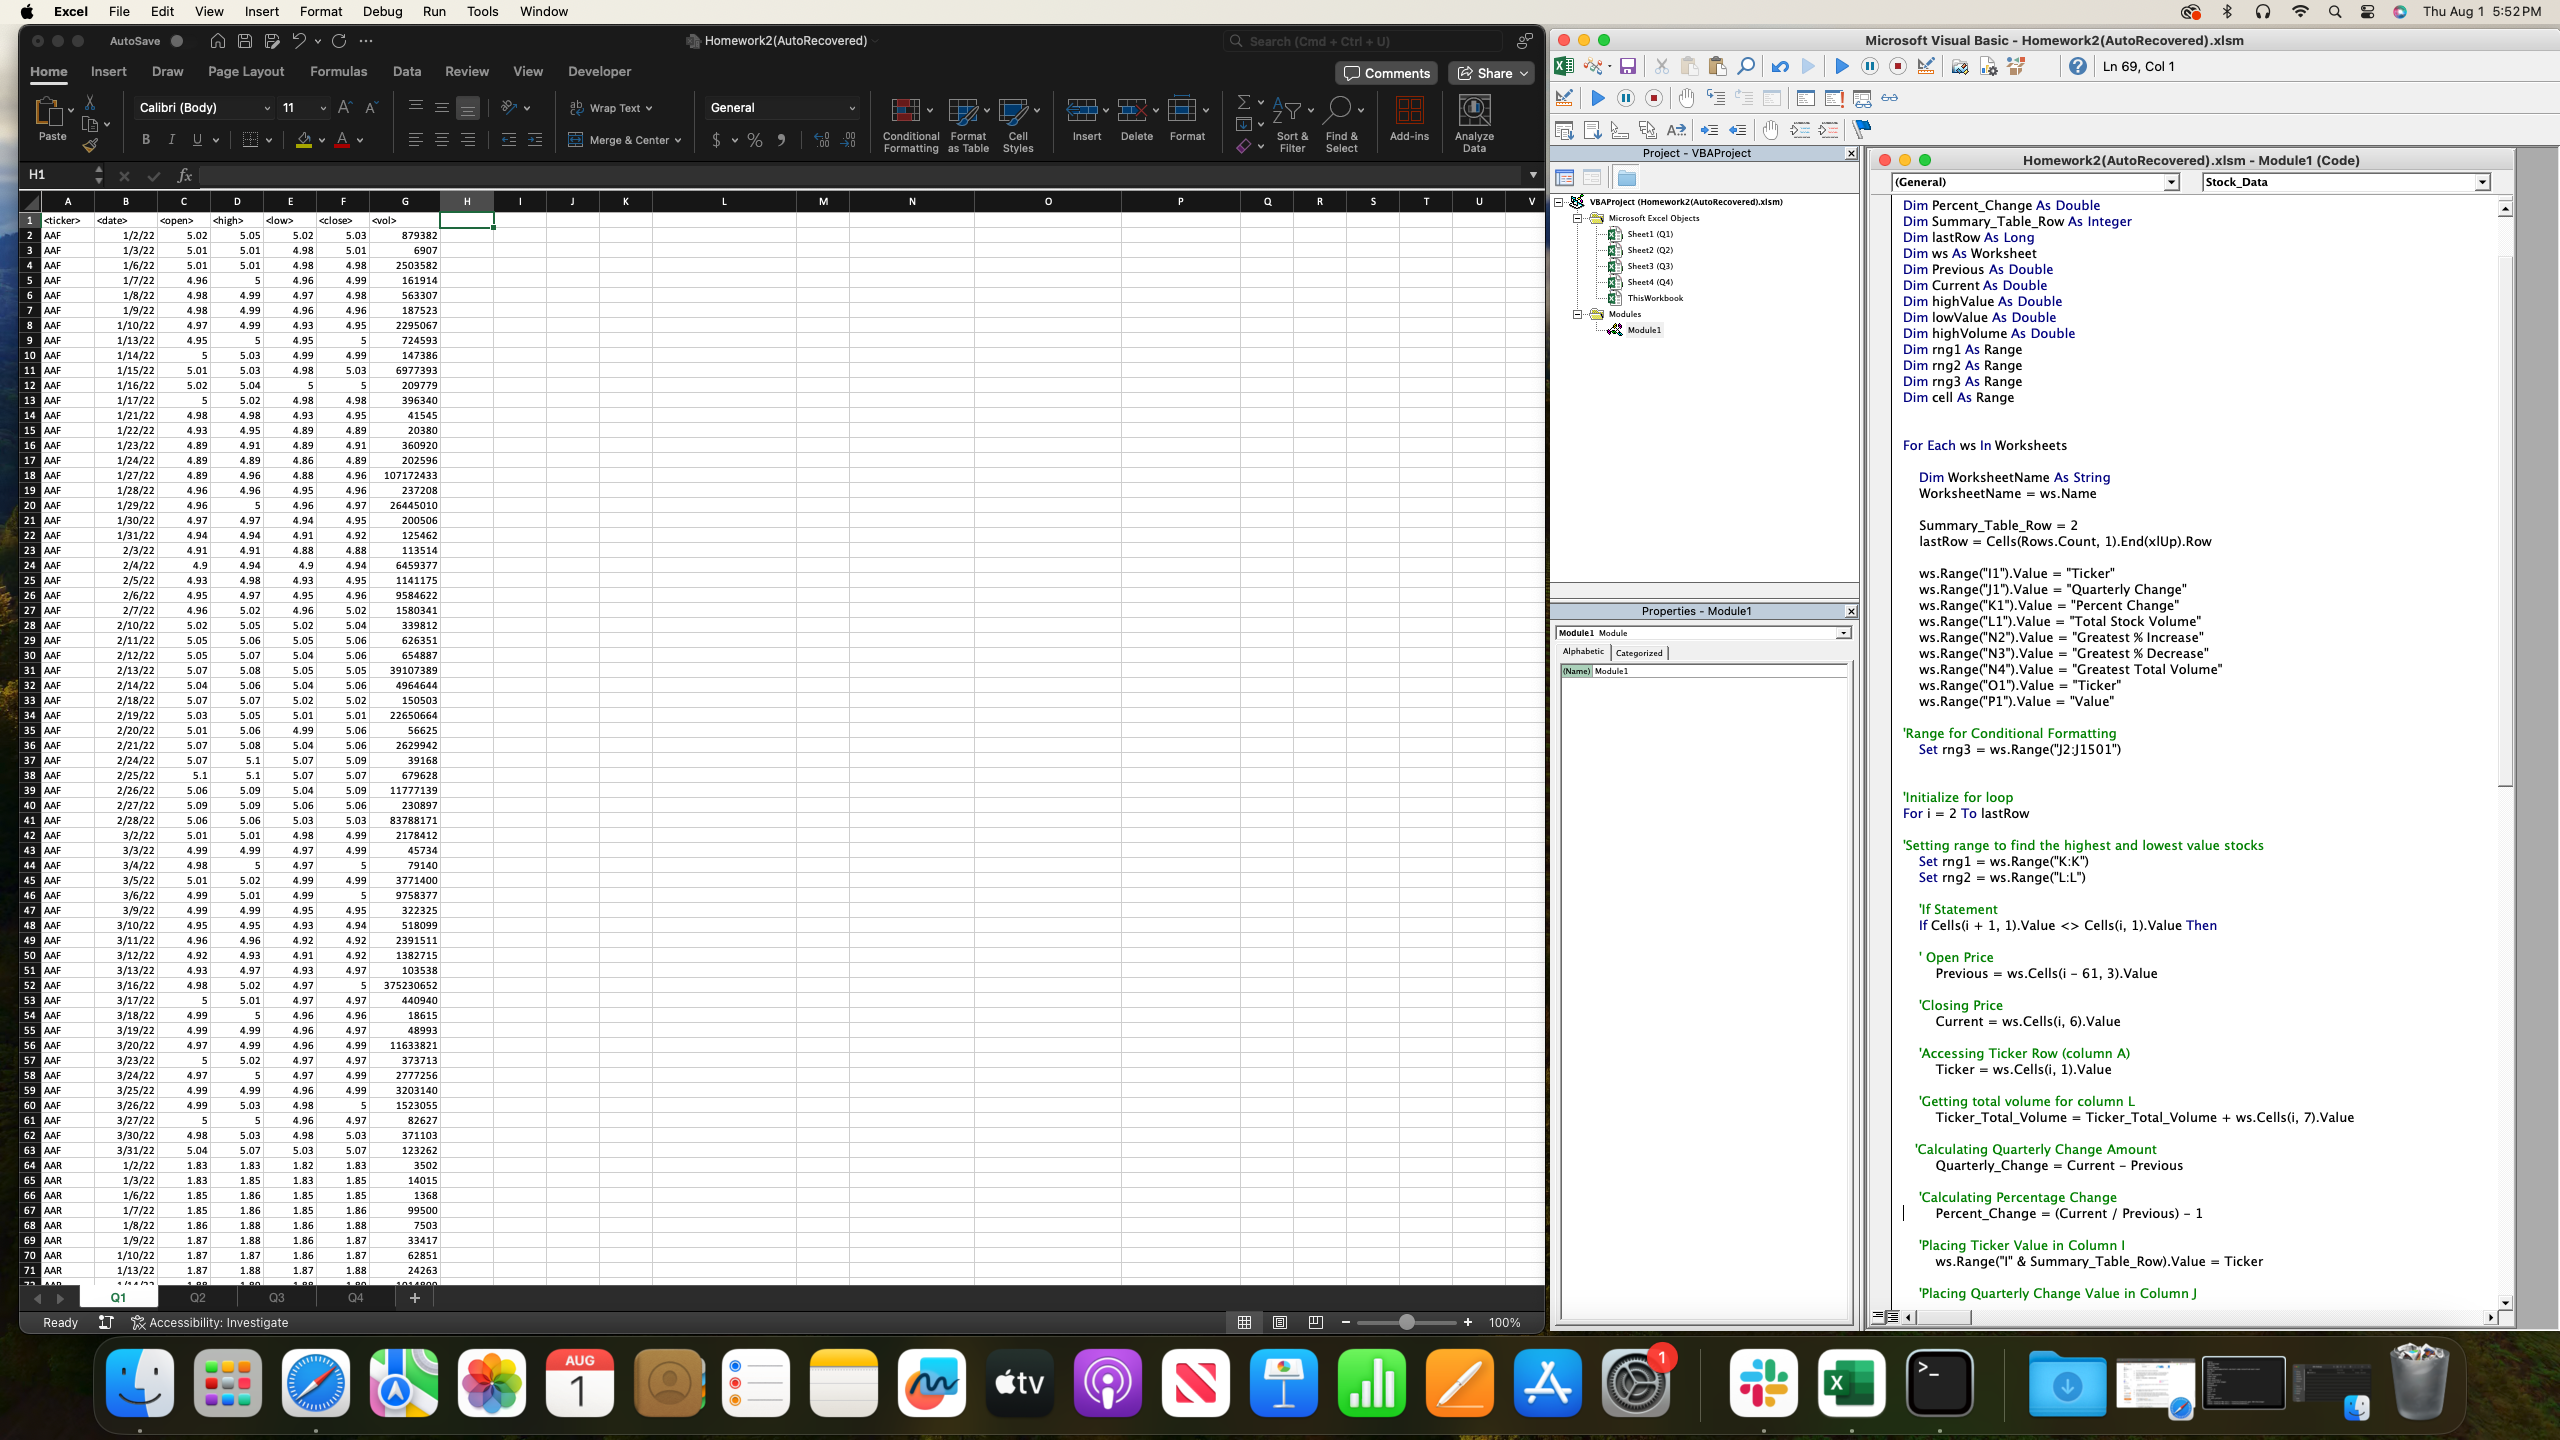 Excel File Edit View Insert Format Debug Run Tools Window Thu Aug 1 5:52 PM
AutoSave Homework2(AutoRecovered) Search (Cmd + Ctrl + U)
Home Insert Draw Page Layout Formulas Data Review View Developer Comments Share
Paste Calibri (Body) 11 Wrap Text General
Merge & Center
Conditional Formatting Format as Table Cell Styles Insert Delete Format Sort & Filter Find & Select Add-ins Analyze Data
H1 fx
A B C D E F G H I J K L M N O P Q R S T U V
1 <ticker> <date> <open> <high> <low> <close> <vol>
2 AAF 1/2/22 5.02 5.05 5.02 5.03 879382
3 AAF 1/3/22 5.01 5.01 4.98 5.01 6907
4 AAF 1/6/22 5.01 5.01 4.98 4.98 2503582
5 AAF 1/7/22 4.96 5 4.96 4.99 161914
6 AAF 1/8/22 4.98 4.99 4.97 4.98 563307
7 AAF 1/9/22 4.98 4.99 4.96 4.96 187523
8 AAF 1/10/22 4.97 4.99 4.93 4.95 2295067
9 AAF 1/13/22 4.95 5 4.95 5 724593
10 AAF 1/14/22 5 5.03 4.99 4.99 147386
11 AAF 1/15/22 5.01 5.03 4.98 5.03 6977393
12 AAF 1/16/22 5.02 5.04 5 5 209779
13 AAF 1/17/22 5 5.02 4.98 4.98 396340
14 AAF 1/21/22 4.98 4.98 4.93 4.95 41545
15 AAF 1/22/22 4.93 4.95 4.89 4.89 20380
16 AAF 1/23/22 4.89 4.91 4.89 4.91 360920
17 AAF 1/24/22 4.89 4.89 4.86 4.89 202596
18 AAF 1/27/22 4.89 4.96 4.88 4.96 107172433
19 AAF 1/28/22 4.96 4.96 4.95 4.96 237208
20 AAF 1/29/22 4.96 5 4.96 4.97 26445010
21 AAF 1/30/22 4.97 4.97 4.94 4.95 200506
22 AAF 1/31/22 4.94 4.94 4.91 4.92 125462
23 AAF 2/3/22 4.91 4.91 4.88 4.88 113514
24 AAF 2/4/22 4.9 4.94 4.9 4.94 6459377
25 AAF 2/5/22 4.93 4.98 4.93 4.95 1141175
26 AAF 2/6/22 4.95 4.97 4.95 4.96 9584622
27 AAF 2/7/22 4.96 5.02 4.96 5.02 1580341
28 AAF 2/10/22 5.02 5.05 5.02 5.04 339812
29 AAF 2/11/22 5.05 5.06 5.05 5.06 626351
30 AAF 2/12/22 5.05 5.07 5.04 5.06 654887
31 AAF 2/13/22 5.07 5.08 5.05 5.05 39107389
32 AAF 2/14/22 5.04 5.06 5.04 5.06 4964644
33 AAF 2/18/22 5.07 5.07 5.02 5.02 150503
34 AAF 2/19/22 5.03 5.05 5.01 5.01 22650664
35 AAF 2/20/22 5.01 5.06 4.99 5.06 56625
36 AAF 2/21/22 5.07 5.08 5.04 5.06 2629942
37 AAF 2/24/22 5.07 5.1 5.07 5.09 39168
38 AAF 2/25/22 5.1 5.1 5.07 5.07 679628
39 AAF 2/26/22 5.06 5.09 5.04 5.09 11777139
40 AAF 2/27/22 5.09 5.09 5.06 5.06 230897
41 AAF 2/28/22 5.06 5.06 5.03 5.03 83788171
42 AAF 3/2/22 5.01 5.01 4.98 4.99 2178412
43 AAF 3/3/22 4.99 4.99 4.97 4.99 45734
44 AAF 3/4/22 4.98 5 4.97 5 79140
45 AAF 3/5/22 5.01 5.02 4.99 4.99 3771400
46 AAF 3/6/22 4.99 5.01 4.99 5 9758377
47 AAF 3/9/22 4.99 4.99 4.95 4.95 322325
48 AAF 3/10/22 4.95 4.95 4.93 4.94 518099
49 AAF 3/11/22 4.96 4.96 4.92 4.92 2391511
50 AAF 3/12/22 4.92 4.93 4.91 4.92 1382715
51 AAF 3/13/22 4.93 4.97 4.93 4.97 103538
52 AAF 3/16/22 4.98 5.02 4.97 5 375230652
53 AAF 3/17/22 5 5.01 4.97 4.97 440940
54 AAF 3/18/22 4.99 5 4.96 4.96 18615
55 AAF 3/19/22 4.99 4.99 4.96 4.97 48993
56 AAF 3/20/22 4.97 4.99 4.96 4.99 11633821
57 AAF 3/23/22 5 5.02 4.97 4.97 373713
58 AAF 3/24/22 4.97 5 4.97 4.99 2777256
59 AAF 3/25/22 4.99 4.99 4.96 4.99 3203140
60 AAF 3/26/22 4.99 5.03 4.98 5 1523055
61 AAF 3/27/22 5 5 4.96 4.97 82627
62 AAF 3/30/22 4.98 5.03 4.98 5.03 371103
63 AAF 3/31/22 5.04 5.07 5.03 5.07 123262
64 AAR 1/2/22 1.83 1.83 1.82 1.83 3502
65 AAR 1/3/22 1.83 1.85 1.83 1.85 14015
66 AAR 1/6/22 1.85 1.86 1.85 1.85 1368
67 AAR 1/7/22 1.85 1.86 1.85 1.86 99500
68 AAR 1/8/22 1.86 1.88 1.86 1.88 7503
69 AAR 1/9/22 1.87 1.88 1.86 1.87 33417
70 AAR 1/10/22 1.87 1.87 1.86 1.87 62851
71 AAR 1/13/22 1.87 1.88 1.87 1.88 24263
Q1 Q2 Q3 Q4 +
Ready Accessibility: Investigate 100%
Microsoft Visual Basic - Homework2(AutoRecovered).xlsm
Ln 69, Col 1
Project - VBAProject
VBAProject (Homework2(AutoRecovered).xlsm)
Microsoft Excel Objects
Sheet1 (Q1)
Sheet2 (Q2)
Sheet3 (Q3)
Sheet4 (Q4)
ThisWorkbook
Modules
Module1
Properties - Module1
Module1 Module
Alphabetic Categorized
(Name) Module1
Homework2(AutoRecovered).xlsm - Module1 (Code)
(General) Stock_Data
Dim Percent_Change As Double
Dim Summary_Table_Row As Integer
Dim lastRow As Long
Dim ws As Worksheet
Dim Previous As Double
Dim Current As Double
Dim highValue As Double
Dim lowValue As Double
Dim highVolume As Double
Dim rng1 As Range
Dim rng2 As Range
Dim rng3 As Range
Dim cell As Range
For Each ws In Worksheets
Dim WorksheetName As String
WorksheetName = ws.Name
Summary_Table_Row = 2
lastRow = Cells(Rows.Count, 1).End(xlUp).Row
ws.Range("I1").Value = "Ticker"
ws.Range("J1").Value = "Quarterly Change"
ws.Range("K1").Value = "Percent Change"
ws.Range("L1").Value = "Total Stock Volume"
ws.Range("N2").Value = "Greatest % Increase"
ws.Range("N3").Value = "Greatest % Decrease"
ws.Range("N4").Value = "Greatest Total Volume"
ws.Range("O1").Value = "Ticker"
ws.Range("P1").Value = "Value"
'Range for Conditional Formatting
Set rng3 = ws.Range("J2:J1501")
'Initialize for loop
For i = 2 To lastRow
'Setting range to find the highest and lowest value stocks
Set rng1 = ws.Range("K:K")
Set rng2 = ws.Range("L:L")
'If Statement
If Cells(i + 1, 1).Value <> Cells(i, 1).Value Then
' Open Price
Previous = ws.Cells(i - 61, 3).Value
'Closing Price
Current = ws.Cells(i, 6).Value
'Accessing Ticker Row (column A)
Ticker = ws.Cells(i, 1).Value
'Getting total volume for column L
Ticker_Total_Volume = Ticker_Total_Volume + ws.Cells(i, 7).Value
'Calculating Quarterly Change Amount
Quarterly_Change = Current - Previous
'Calculating Percentage Change
Percent_Change = (Current / Previous) - 1
'Placing Ticker Value in Column I
ws.Range("I" & Summary_Table_Row).Value = Ticker
'Placing Quarterly Change Value in Column J
AUG
1
tv
1